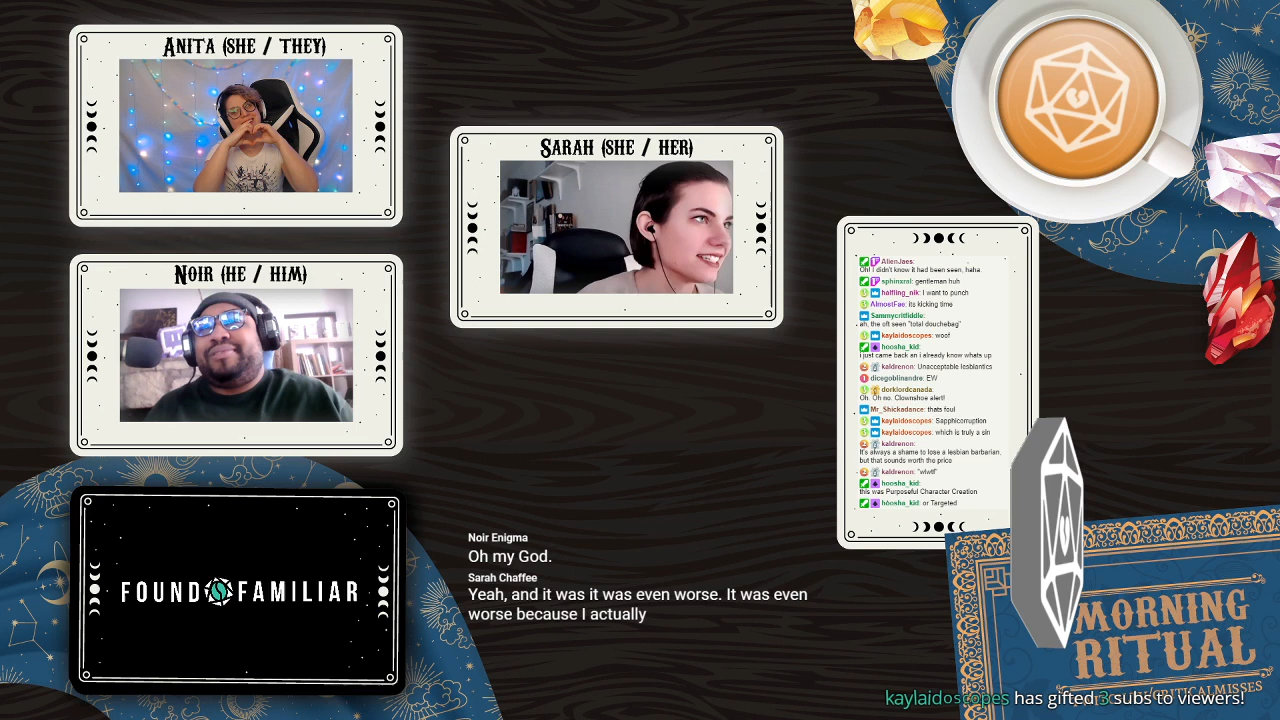 ANITA (SHE / THEY)
SARAH (SHE / HER)
NOIR (HE / HIM)
FOUND FAMILIAR
Noir Enigma
Oh my God.
Sarah Chaffee
Yeah, and it was it was even worse. It was even
worse because I actually
AlienJaes:
Oh! I didn't know it had been seen, haha.
sphinxral: gentleman huh
halfling_nik: I want to punch
AlmostFae: its kicking time
Sammycritfiddle:
ah, the oft seen "total douchebag"
kaylaidoscopes: woof
hoosha_kid:
i just came back an i already know whats up
kaldrenon: Unacceptable lesbiantics
dicegoblinandre: EW
dorklordcanada:
Oh. Oh no. Clownshoe alert!
Mr_Shickadance: thats foul
kaylaidoscopes: Sapphicorruption
kaylaidoscopes: which is truly a sin
kaldrenon:
It's always a shame to lose a lesbian barbarian,
but that sounds worth the price
kaldrenon: "wlwtf"
hoosha_kid:
this was Purposeful Character Creation
hoosha_kid: or Targeted
MORNING
RITUAL
kaylaidoscopes has gifted 3 subs to viewers!